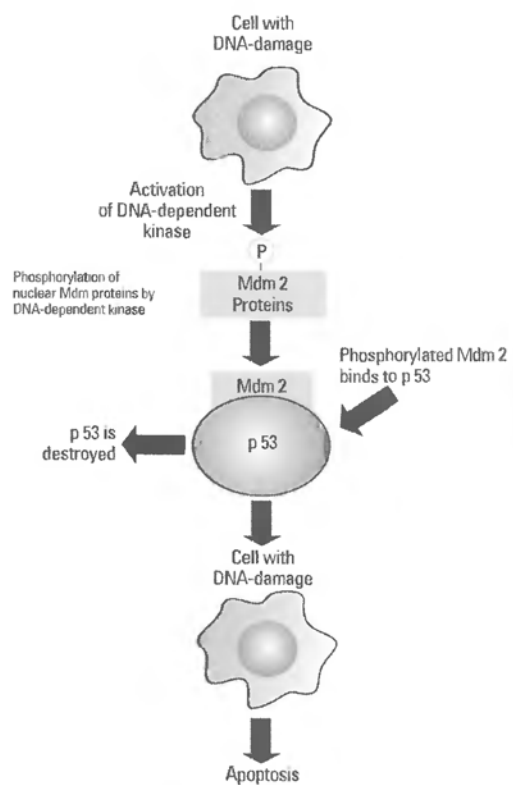 Cell with
DNA-damage
Activation
of DNA-dependent
kinase
P
Phosphorylation of
nuclear Mdm proteins by
DNA-dependent kinase
Mdm 2
Proteins
Phosphorylated Mdm 2
binds to p 53
Mdm 2
p 53 is
destroyed
p 53
Cell with
DNA-damage
Apoptosis